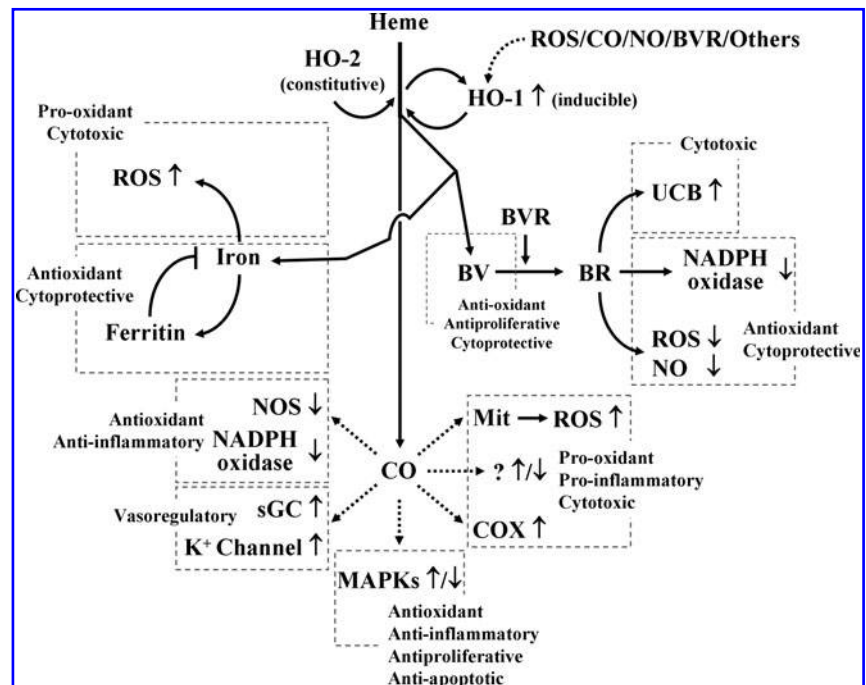 Heme
ROS/CO/NO/BVR/Others
HO-2
(constitutive)
HO-1 ↑ (inducible)
Pro-oxidant
Cytotoxic
ROS ↑
Cytotoxic
UCB ↑
BVR
Iron
Antioxidant
Cytoprotective
Ferritin
BV
Anti-oxidant
Antiproliferative
Cytoprotective
BR
NADPH
oxidase ↓
ROS ↓
NO ↓
Antioxidant
Cytoprotective
Antioxidant
Anti-inflammatory
NOS ↓
NADPH
oxidase ↓
Vasoregulatory
sGC ↑
K⁺ Channel ↑
CO
Mit
ROS ↑
? ↑/↓
Pro-oxidant
Pro-inflammatory
Cytotoxic
COX ↑
MAPKs ↑/↓
Antioxidant
Anti-inflammatory
Antiproliferative
Anti-apoptotic